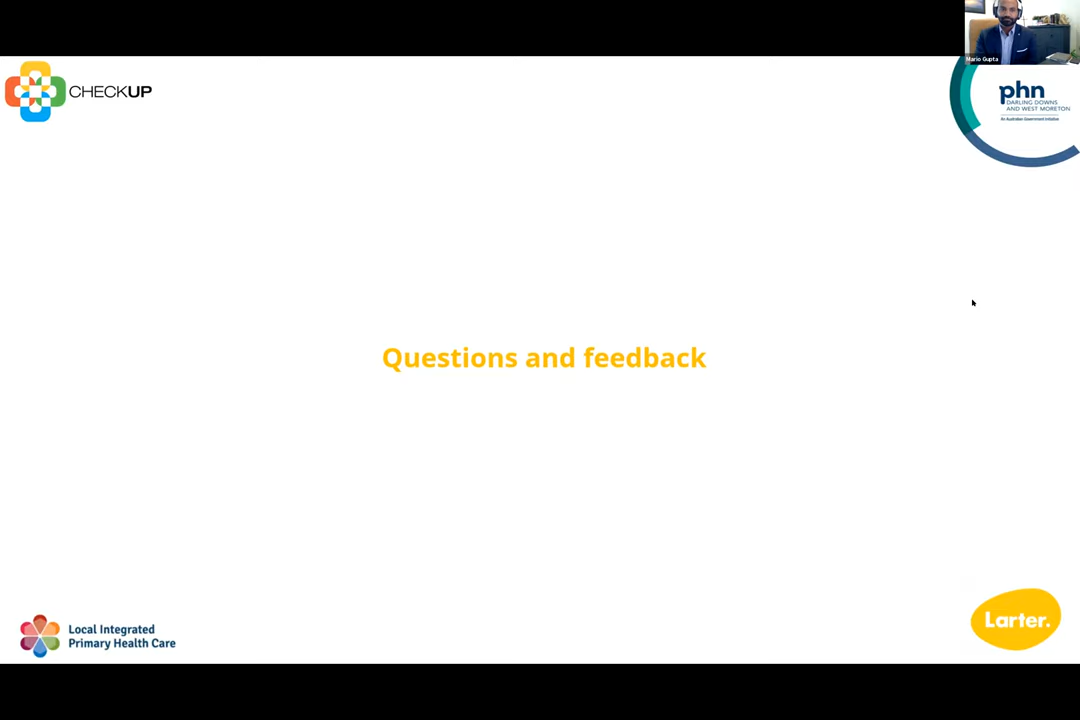 Mario Gupta
CHECKUP
phn
DARLING DOWNS
AND WEST MORETON
An Australian Government Initiative
Questions and feedback
Local Integrated
Primary Health Care
Larter.